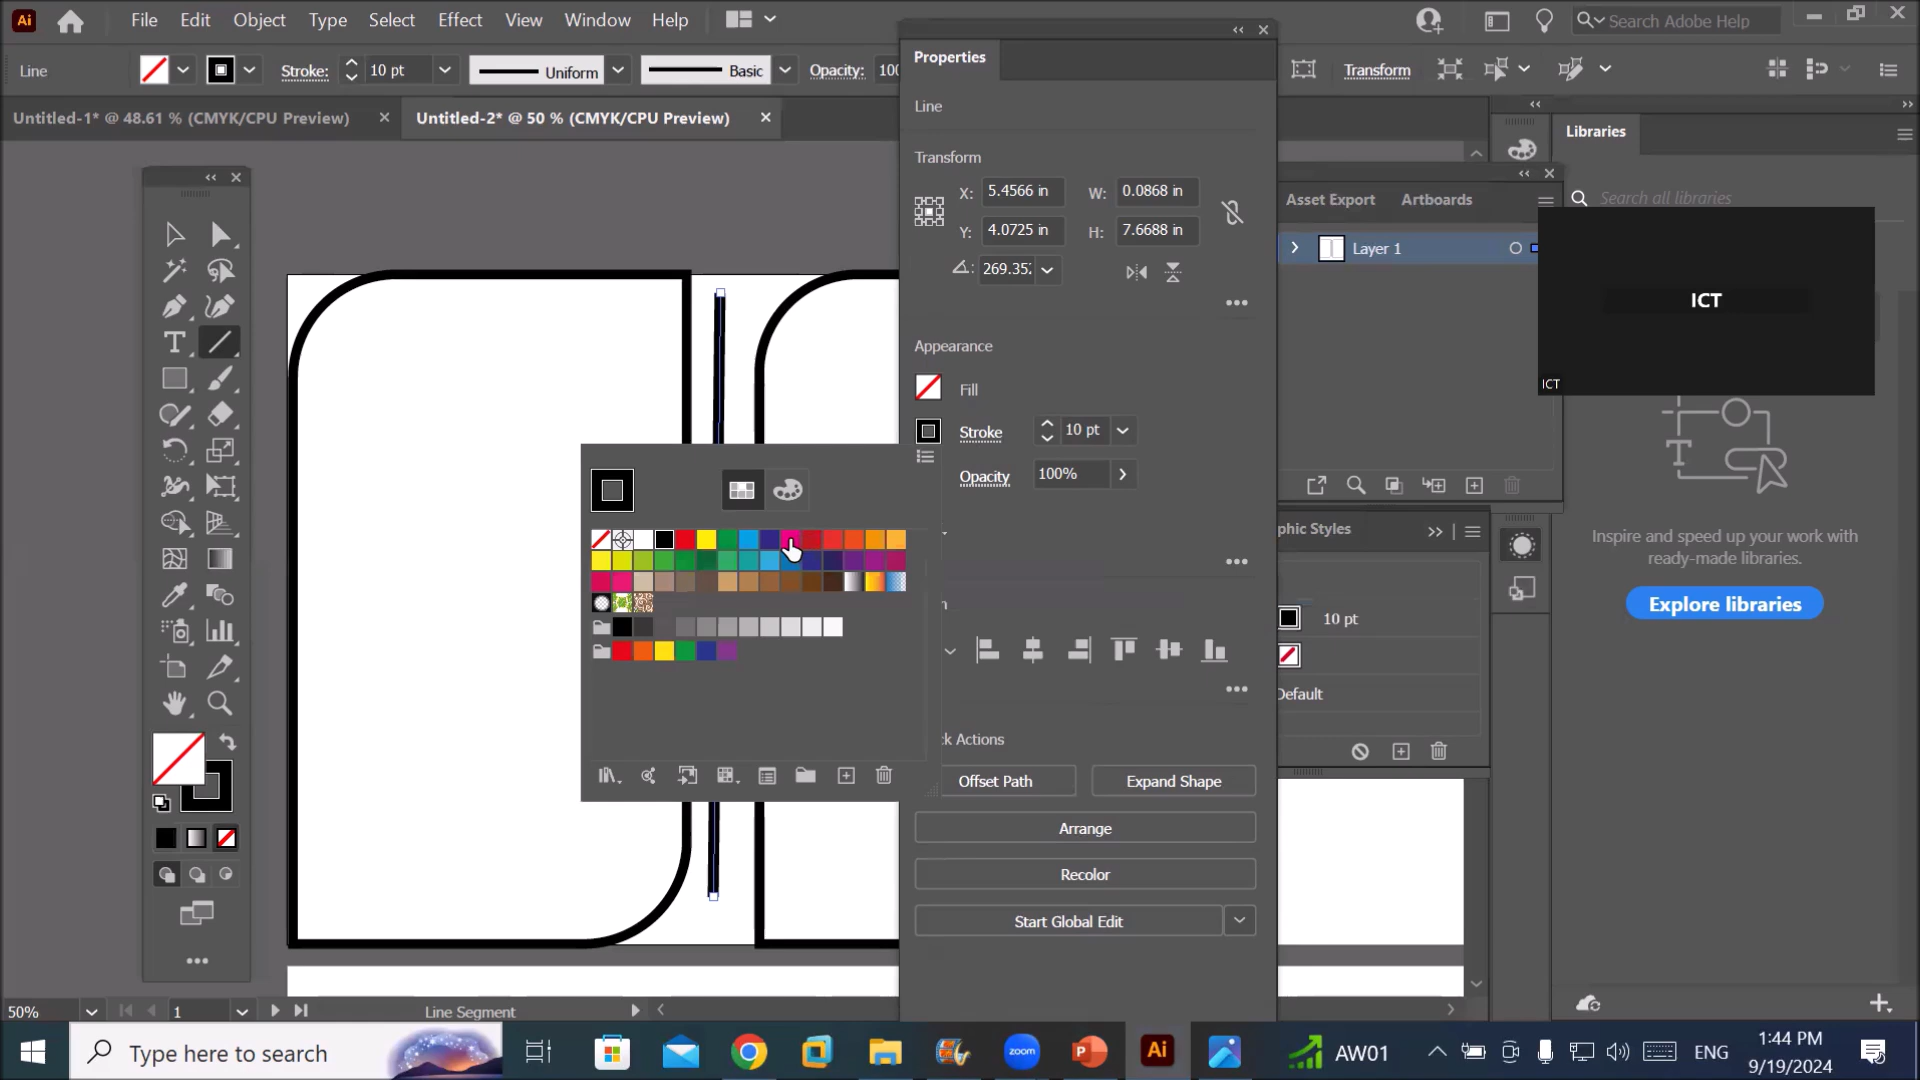 Ai File Edit Object Type Select Effect View Window Help Search Adobe Help
Line Stroke: 10 pt Uniform Basic Opacity: 100 Transform
Untitled-1* @ 48.61 % (CMYK/CPU Preview) Untitled-2* @ 50 % (CMYK/CPU Preview)
Properties
Line
Transform
X: 5.4566 in W: 0.0868 in
Y: 4.0725 in H: 7.6688 in
269.35
Appearance
Fill
Stroke 10 pt
Opacity 100%
k Actions
Offset Path Expand Shape
Arrange
Recolor
Start Global Edit
Asset Export Artboards
Layer 1
phic Styles
10 pt
Default
Libraries
Search all libraries
ICT
ICT
Inspire and speed up your work with
ready-made libraries.
Explore libraries
50% 1 Line Segment
Type here to search zoom Ai AW01 ENG 1:44 PM
9/19/2024